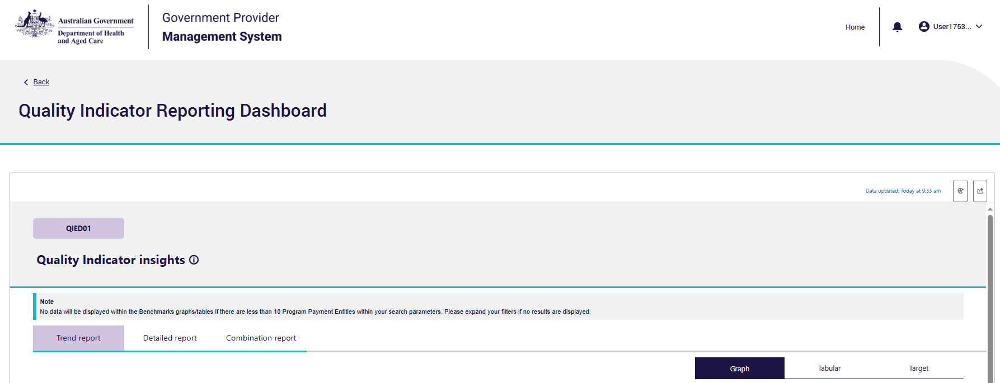 Australian Government
Department of Health
and Aged Care
Government Provider
Management System
Home
User1753...
Back
Quality Indicator Reporting Dashboard
Data updated: Today at 9:33 am
QIED01
Quality Indicator insights
Note
No data will be displayed within the Benchmarks graphs/tables if there are less than 10 Program Payment Entities within your search parameters. Please expand your filters if no results are displayed.
Trend report
Detailed report
Combination report
Graph
Tabular
Target